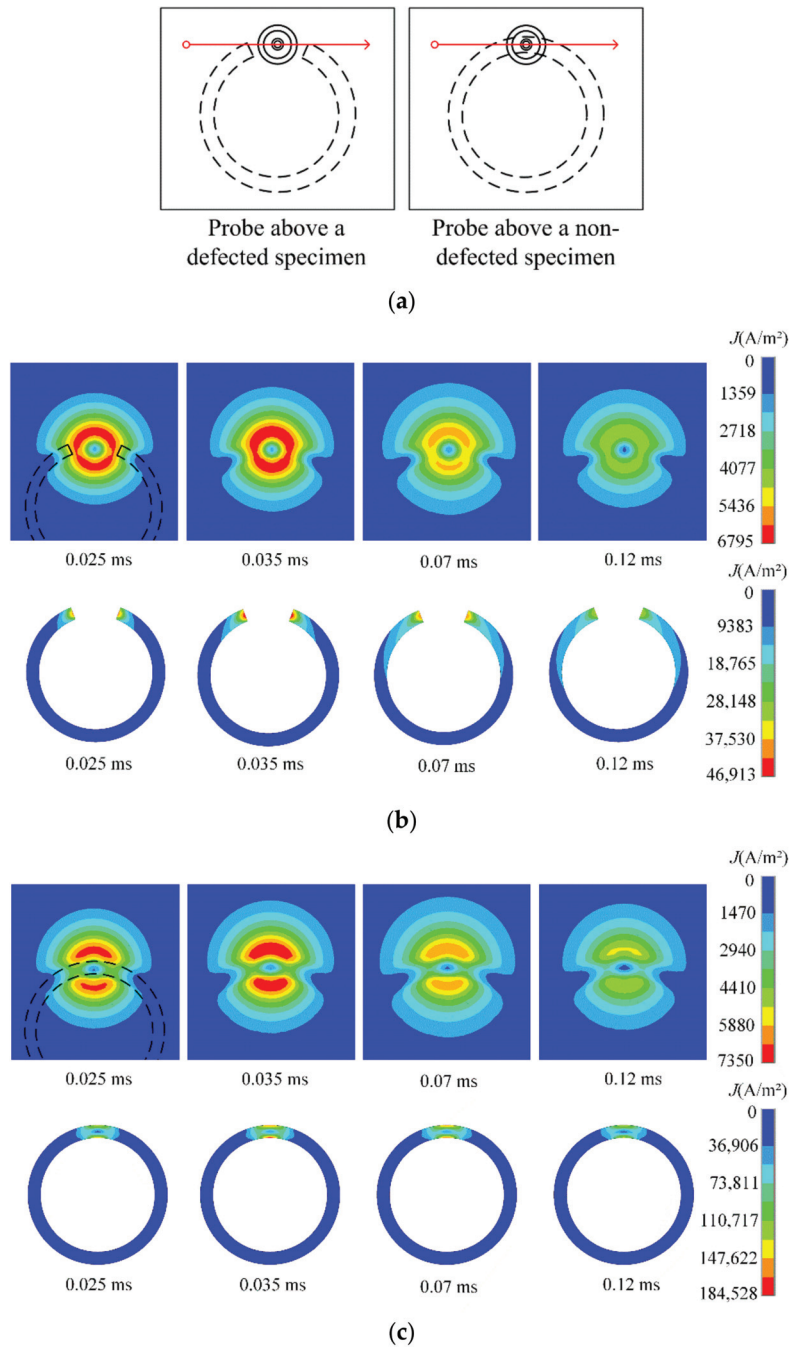 Probe above a
defected specimen
Probe above a non-
defected specimen
(a)
J(A/m²)
0
1359
2718
4077
5436
6795
0.025 ms
0.035 ms
0.07 ms
0.12 ms
J(A/m²)
0
9383
18,765
28,148
37,530
46,913
0.025 ms
0.035 ms
0.07 ms
0.12 ms
(b)
J(A/m²)
0
1470
2940
4410
5880
7350
0.025 ms
0.035 ms
0.07 ms
0.12 ms
J(A/m²)
0
36,906
73,811
110,717
147,622
184,528
0.025 ms
0.035 ms
0.07 ms
0.12 ms
(c)